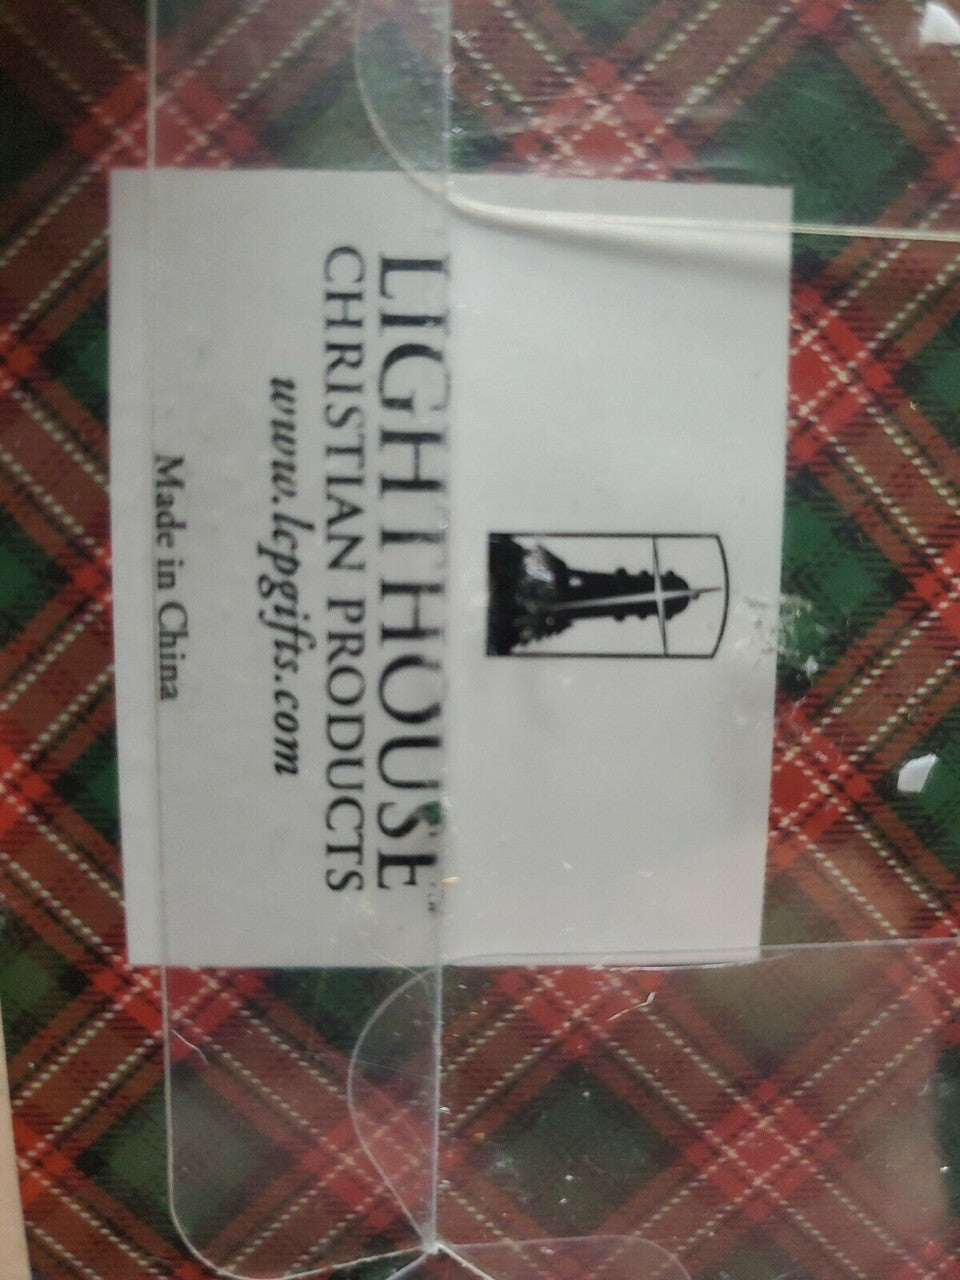 LIGHTHOUSE
CHRISTIAN PRODUCTS
www.lcpgifts.com
Made in China